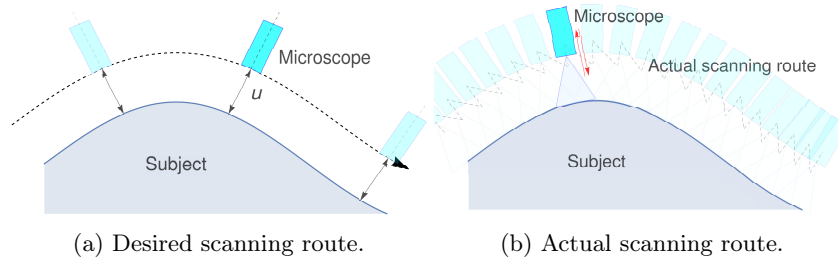 Microscope
u
Subject
(a) Desired scanning route.
Microscope
Actual scanning route
Subject
(b) Actual scanning route.